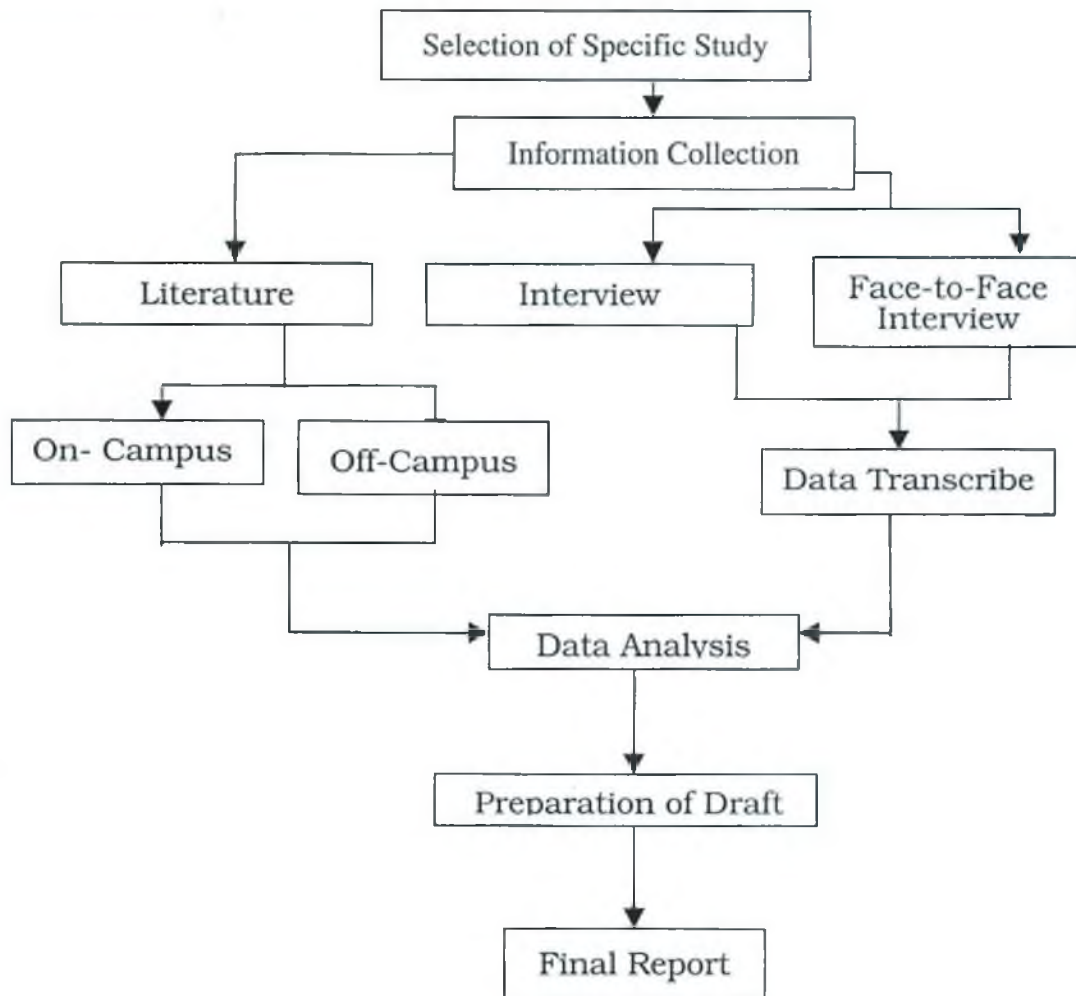 Selection of Specific Study
Information Collection
Literature
Interview
Face-to-Face
Interview
On- Campus
Off-Campus
Data Transcribe
Data Analysis
Preparation of Draft
Final Report